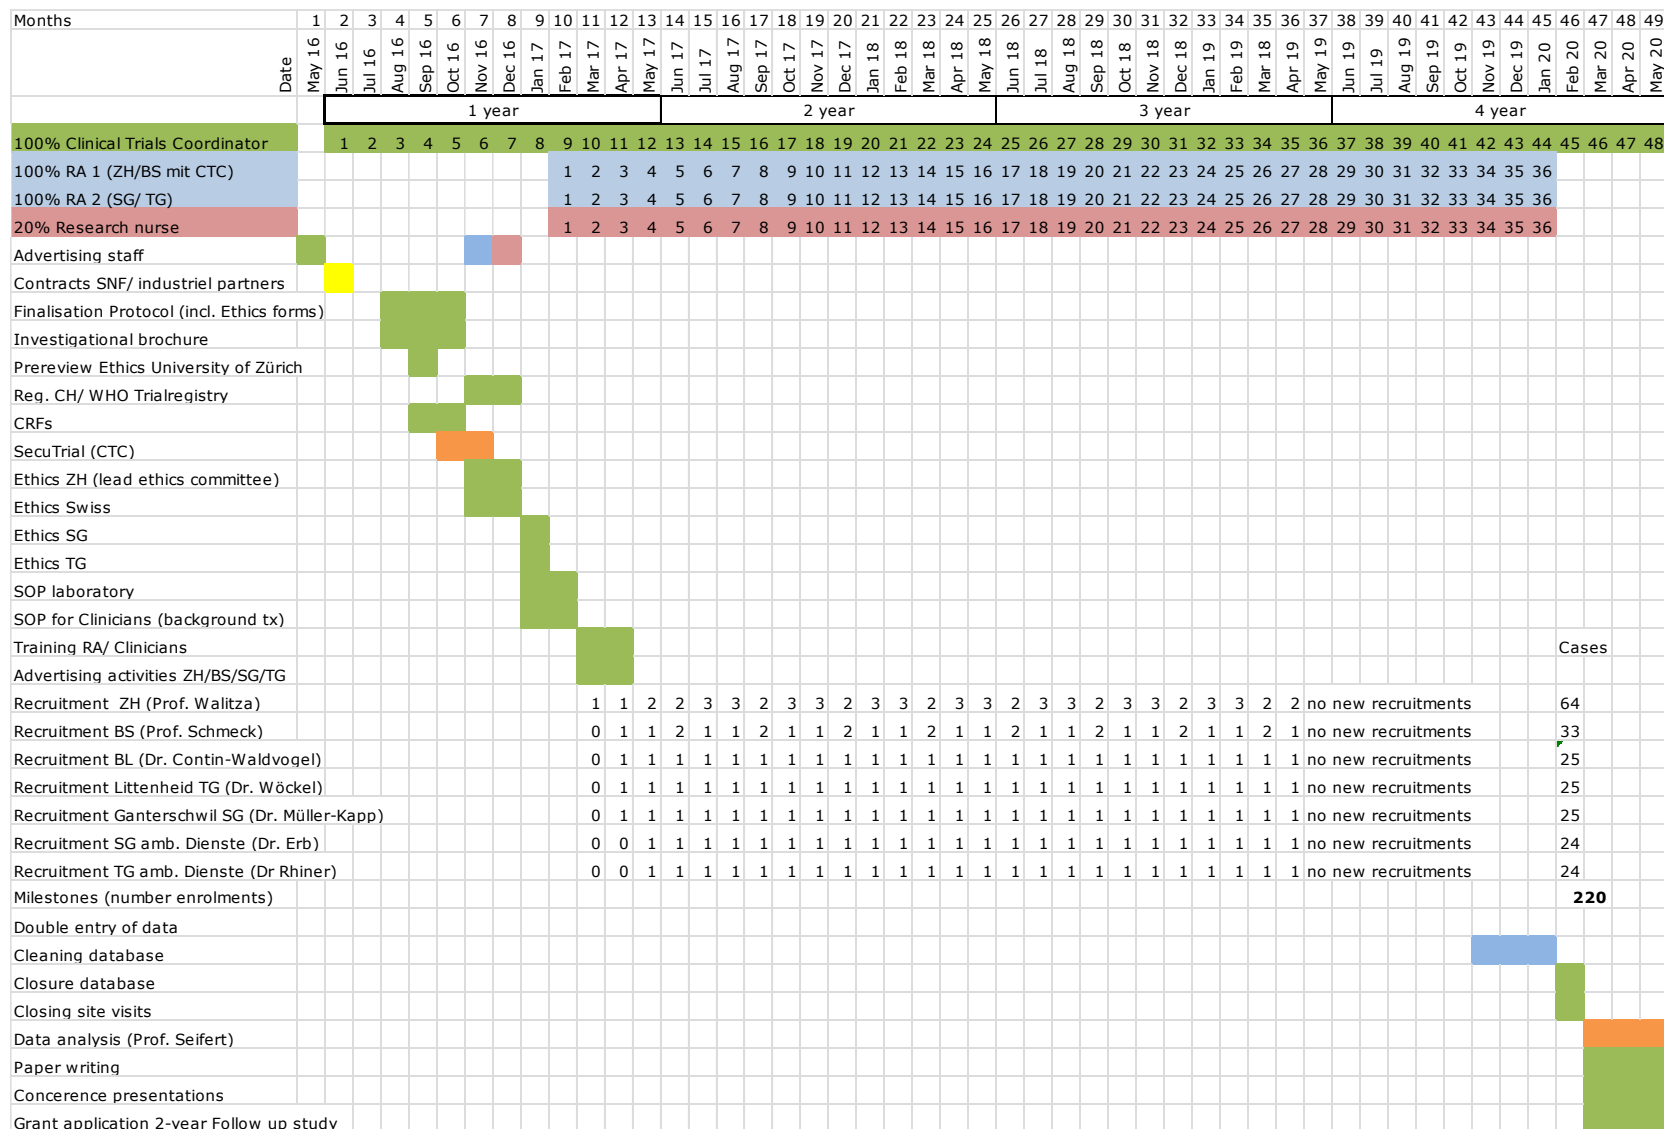 Months 1 2 3 4 5 6 7 8 9 10 11 12 13 14 15 16 17 18 19 20 21 22 23 24 25 26 27 28 29 30 31 32 33 34 35 36 37 38 39 40 41 42 43 44 45 46 47 48 49
Date May 16 Jun 16 Jul 16 Aug 16 Sep 16 Oct 16 Nov 16 Dec 16 Jan 17 Feb 17 Mar 17 Apr 17 May 17 Jun 17 Jul 17 Aug 17 Sep 17 Oct 17 Nov 17 Dec 17 Jan 18 Feb 18 Mar 18 Apr 18 May 18 Jun 18 Jul 18 Aug 18 Sep 18 Oct 18 Nov 18 Dec 18 Jan 19 Feb 19 Mar 18 Apr 19 May 19 Jun 19 Jul 19 Aug 19 Sep 19 Oct 19 Nov 19 Dec 19 Jan 20 Feb 20 Mar 20 Apr 20 May 20
1 year 2 year 3 year 4 year
100% Clinical Trials Coordinator 1 2 3 4 5 6 7 8 9 10 11 12 13 14 15 16 17 18 19 20 21 22 23 24 25 26 27 28 29 30 31 32 33 34 35 36 37 38 39 40 41 42 43 44 45 46 47 48
100% RA 1 (ZH/BS mit CTC) 1 2 3 4 5 6 7 8 9 10 11 12 13 14 15 16 17 18 19 20 21 22 23 24 25 26 27 28 29 30 31 32 33 34 35 36
100% RA 2 (SG/ TG) 1 2 3 4 5 6 7 8 9 10 11 12 13 14 15 16 17 18 19 20 21 22 23 24 25 26 27 28 29 30 31 32 33 34 35 36
20% Research nurse 1 2 3 4 5 6 7 8 9 10 11 12 13 14 15 16 17 18 19 20 21 22 23 24 25 26 27 28 29 30 31 32 33 34 35 36
Advertising staff
Contracts SNF/ industriel partners
Finalisation Protocol (incl. Ethics forms)
Investigational brochure
Prereview Ethics University of Zürich
Reg. CH/ WHO Trialregistry
CRFs
SecuTrial (CTC)
Ethics ZH (lead ethics committee)
Ethics Swiss
Ethics SG
Ethics TG
SOP laboratory
SOP for Clinicians (background tx)
Training RA/ Clinicians Cases
Advertising activities ZH/BS/SG/TG
Recruitment ZH (Prof. Walitza) 1 1 2 2 3 3 2 3 3 2 3 3 2 3 3 2 3 3 2 3 3 2 3 3 2 2 no new recruitments 64
Recruitment BS (Prof. Schmeck) 0 1 1 2 1 1 2 1 1 2 1 1 2 1 1 2 1 1 2 1 1 2 1 1 2 1 no new recruitments 33
Recruitment BL (Dr. Contin-Waldvogel) 0 1 1 1 1 1 1 1 1 1 1 1 1 1 1 1 1 1 1 1 1 1 1 1 1 1 no new recruitments 25
Recruitment Littenheid TG (Dr. Wöckel) 0 1 1 1 1 1 1 1 1 1 1 1 1 1 1 1 1 1 1 1 1 1 1 1 1 1 no new recruitments 25
Recruitment Ganterschwil SG (Dr. Müller-Kapp) 0 1 1 1 1 1 1 1 1 1 1 1 1 1 1 1 1 1 1 1 1 1 1 1 1 1 no new recruitments 25
Recruitment SG amb. Dienste (Dr. Erb) 0 0 1 1 1 1 1 1 1 1 1 1 1 1 1 1 1 1 1 1 1 1 1 1 1 1 no new recruitments 24
Recruitment TG amb. Dienste (Dr Rhiner) 0 0 1 1 1 1 1 1 1 1 1 1 1 1 1 1 1 1 1 1 1 1 1 1 1 1 no new recruitments 24
Milestones (number enrolments) 220
Double entry of data
Cleaning database
Closure database
Closing site visits
Data analysis (Prof. Seifert)
Paper writing
Concerence presentations
Grant application 2-year Follow up study